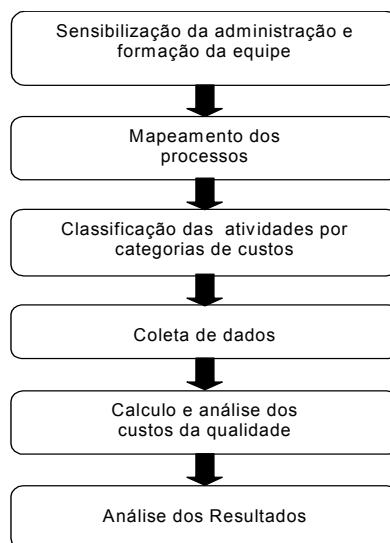 Sensibilização da administração e
formação da equipe
Mapeamento dos
processos
Classificação das atividades por
categorias de custos
Coleta de dados
Calculo e análise dos
custos da qualidade
Análise dos Resultados